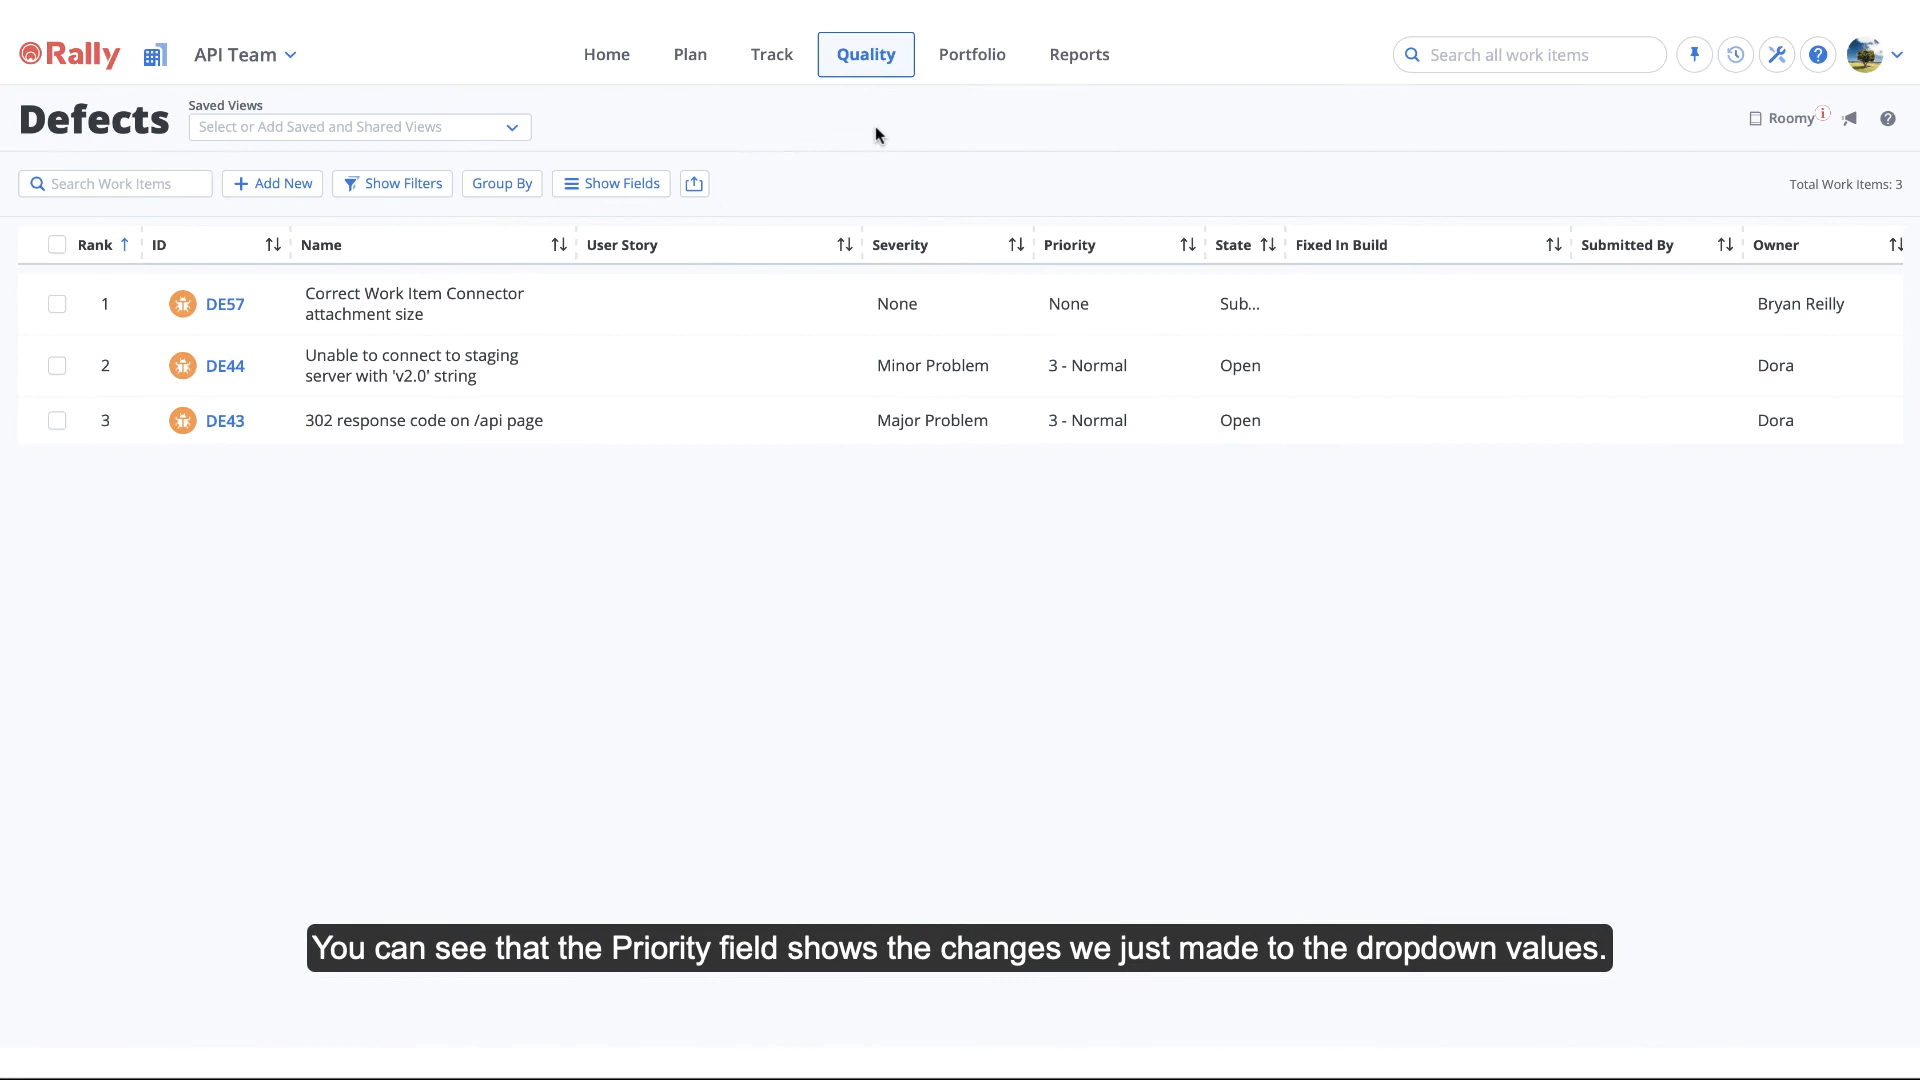 Rally API Team Home Plan Track Quality Portfolio Reports Search all work items
Defects
Saved Views
Select or Add Saved and Shared Views
Roomy i
Search Work Items Add New Show Filters Group By Show Fields Total Work Items: 3
Rank ID Name User Story Severity Priority State Fixed In Build Submitted By Owner
1 DE57 Correct Work Item Connector
attachment size None None Sub... Bryan Reilly
2 DE44 Unable to connect to staging
server with 'v2.0' string Minor Problem 3 - Normal Open Dora
3 DE43 302 response code on /api page Major Problem 3 - Normal Open Dora
You can see that the Priority field shows the changes we just made to the dropdown values.